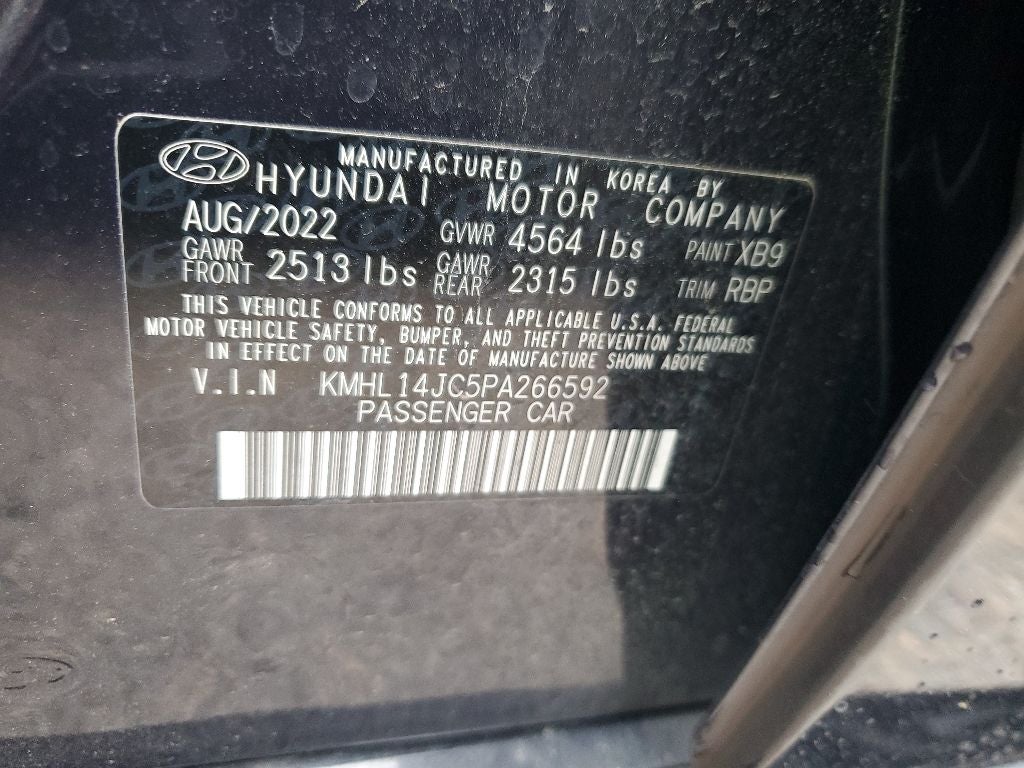 MANUFACTURED IN KOREA BY
HYUNDAI MOTOR COMPANY
AUG/2022 GVWR 4564 lbs PAINT XB9
GAWR FRONT 2513 lbs GAWR REAR 2315 lbs TRIM RBP
THIS VEHICLE CONFORMS TO ALL APPLICABLE U.S.A. FEDERAL
MOTOR VEHICLE SAFETY, BUMPER, AND THEFT PREVENTION STANDARDS
IN EFFECT ON THE DATE OF MANUFACTURE SHOWN ABOVE
V.I.N KMHL14JC5PA266592
PASSENGER CAR